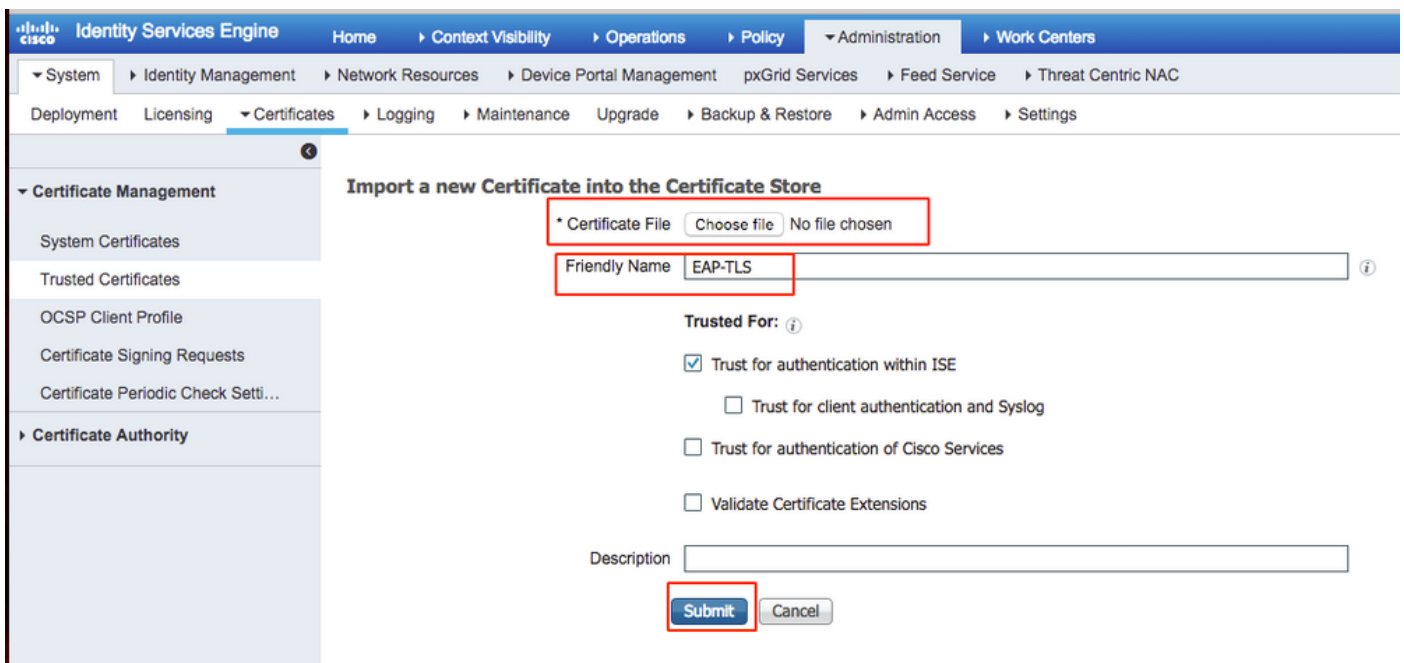 cisco Identity Services Engine Home Context Visibility Operations Policy Administration Work Centers
System Identity Management Network Resources Device Portal Management pxGrid Services Feed Service Threat Centric NAC
Deployment Licensing Certificates Logging Maintenance Upgrade Backup & Restore Admin Access Settings
Certificate Management
System Certificates
Trusted Certificates
OCSP Client Profile
Certificate Signing Requests
Certificate Periodic Check Setti...
Certificate Authority
Import a new Certificate into the Certificate Store
* Certificate File Choose file No file chosen
Friendly Name EAP-TLS
Trusted For:
Trust for authentication within ISE
Trust for client authentication and Syslog
Trust for authentication of Cisco Services
Validate Certificate Extensions
Description
Submit Cancel